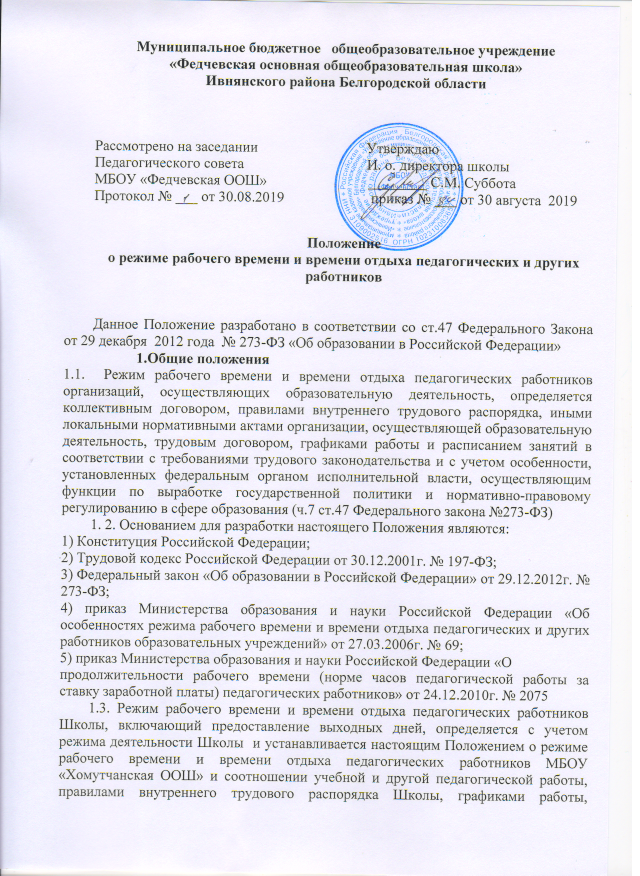 Муниципальное бюджетное общеобразовательное учреждение
«Федчевская основная общеобразовательная школа»
Ивнянского района Белгородской области
Рассмотрено на заседании
Педагогического совета
МБОУ «Федчевская ООШ»
Протокол № 1 от 30.08.2019
Утверждаю
И. о. директора школы
С.М. Суббота
приказ № от 30 августа 2019
Положение
о режиме рабочего времени и времени отдыха педагогических и других
работников
Данное Положение разработано в соответствии со ст.47 Федерального Закона
от 29 декабря 2012 года № 273-ФЗ «Об образовании в Российской Федерации»
1.Общие положения
1.1. Режим рабочего времени и времени отдыха педагогических работников
организаций, осуществляющих образовательную деятельность, определяется
коллективным договором, правилами внутреннего трудового распорядка, иными
локальными нормативными актами организации, осуществляющей образовательную
деятельность, трудовым договором, графиками работы и расписанием занятий в
соответствии с требованиями трудового законодательства и с учетом особенности,
установленных федеральным органом исполнительной власти, осуществляющим
функции по выработке государственной политики и нормативно-правовому
регулированию в сфере образования (ч.7 ст.47 Федерального закона №273-ФЗ)
1. 2. Основанием для разработки настоящего Положения являются:
1) Конституция Российской Федерации;
2) Трудовой кодекс Российской Федерации от 30.12.2001г. № 197-ФЗ;
3) Федеральный закон «Об образовании в Российской Федерации» от 29.12.2012г. №
273-ФЗ;
4) приказ Министерства образования и науки Российской Федерации «Об
особенностях режима рабочего времени и времени отдыха педагогических и других
работников образовательных учреждений» от 27.03.2006г. № 69;
5) приказ Министерства образования и науки Российской Федерации «О
продолжительности рабочего времени (норме часов педагогической работы за
ставку заработной платы) педагогических работников» от 24.12.2010г. № 2075
1.3. Режим рабочего времени и времени отдыха педагогических работников
Школы, включающий предоставление выходных дней, определяется с учетом
режима деятельности Школы и устанавливается настоящим Положением о режиме
рабочего времени и времени отдыха педагогических работников МБОУ
«Хомутчанская ООШ» и соотношении учебной и другой педагогической работы,
правилами внутреннего трудового распорядка Школы, графиками работы,